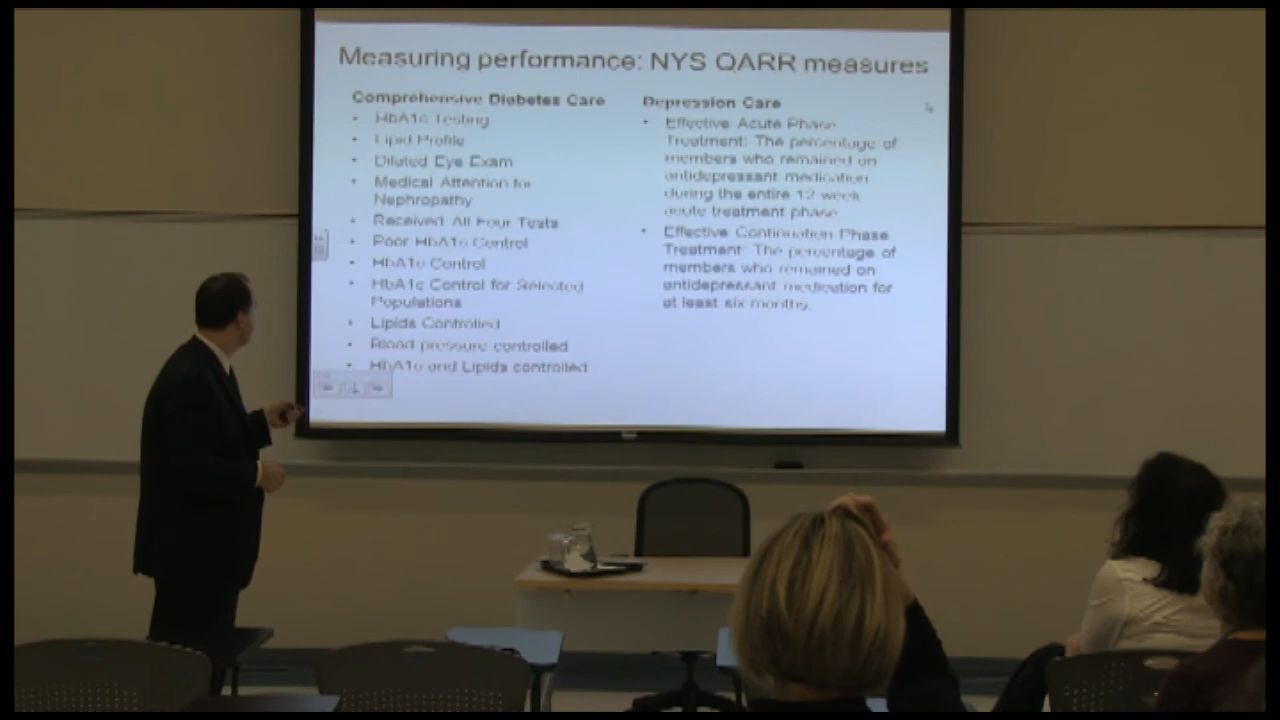 Measuring performance: NYS QARR measures
Comprehensive Diabetes Care
• HbA1c Testing
• Lipid Profile
• Dilated Eye Exam
• Medical Attention for
Nephropathy
• Received All Four Tests
• Poor HbA1c Control
• HbA1c Control
• HbA1c Control for Selected
Populations
• Lipids Controlled
• Blood pressure controlled
• HbA1c and Lipids controlled
Depression Care
• Effective Acute Phase
Treatment: The percentage of
members who remained on
antidepressant medication
during the entire 12 week
acute treatment phase
• Effective Continuation Phase
Treatment: The percentage of
members who remained on
antidepressant medication for
at least six months.